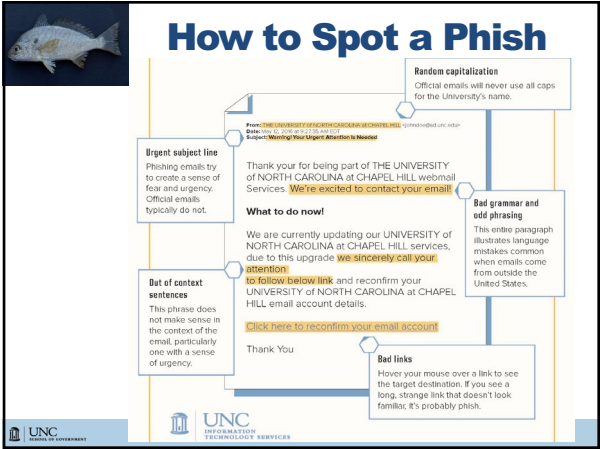 How to Spot a Phish
Random capitalization
Official emails will never use all caps
for the University's name.
From: THE UNIVERSITY of NORTH CAROLINA at CHAPEL HILL <johndoe@ed.unc.edu>
Date: May 12, 2016 at 9:27:35 AM EDT
Subject: Warning! Your Urgent Attention Is Needed
Urgent subject line
Phishing emails try
to create a sense of
fear and urgency.
Official emails
typically do not.
Thank your for being part of THE UNIVERSITY
of NORTH CAROLINA at CHAPEL HILL webmail
Services. We're excited to contact your email!
What to do now!
We are currently updating our UNIVERSITY of
NORTH CAROLINA at CHAPEL HILL services,
due to this upgrade we sincerely call your
attention
to follow below link and reconfirm your
UNIVERSITY of NORTH CAROLINA at CHAPEL
HILL email account details.
Click here to reconfirm your email account
Thank You
Bad grammar and
odd phrasing
This entire paragraph
illustrates language
mistakes common
when emails come
from outside the
United States.
Out of context
sentences
This phrase does
not make sense in
the context of the
email, particularly
one with a sense
of urgency.
Bad links
Hover your mouse over a link to see
the target destination. If you see a
long, strange link that doesn't look
familiar, it's probably phish.
UNC
INFORMATION
TECHNOLOGY SERVICES
UNC
SCHOOL OF GOVERNMENT